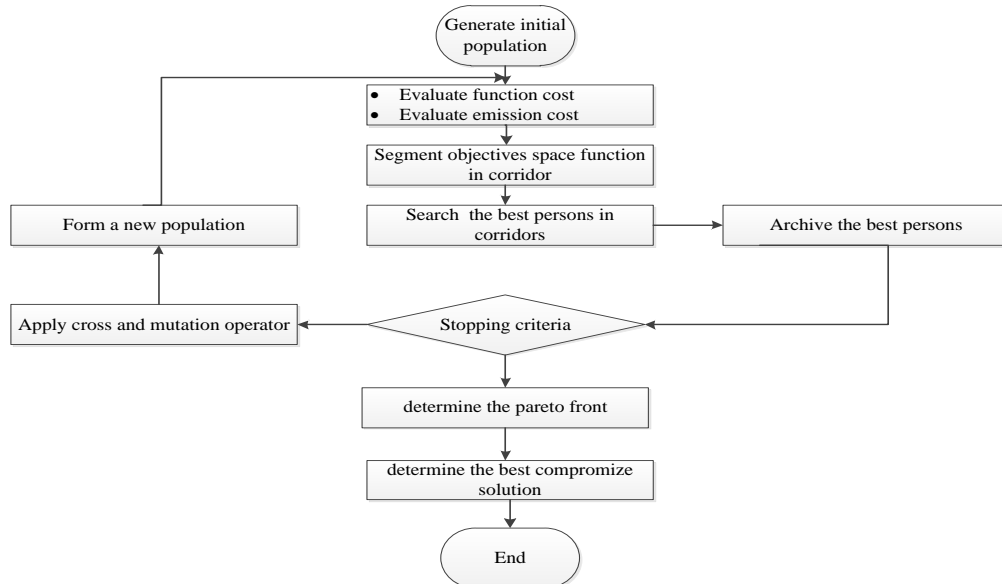 Generate initial
population
• Evaluate function cost
• Evaluate emission cost
Segment objectives space function
in corridor
Search the best persons in
corridors
Archive the best persons
Form a new population
Apply cross and mutation operator
Stopping criteria
determine the pareto front
determine the best compromize
solution
End